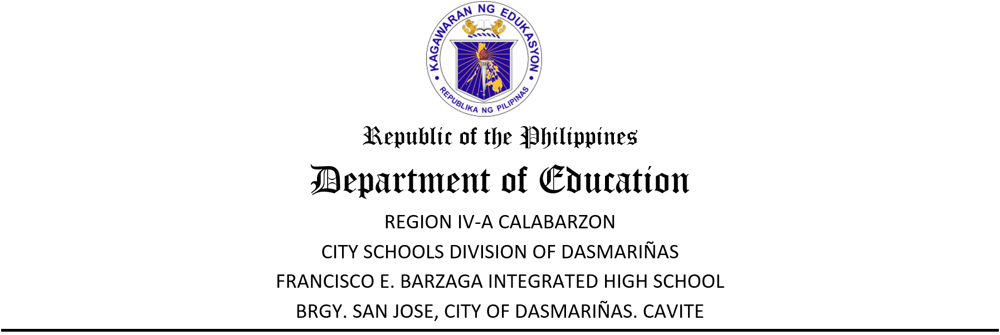 KAGAWARAN NG EDUKASYON
REPUBLIKA NG PILIPINAS
Republic of the Philippines
Department of Education
REGION IV-A CALABARZON
CITY SCHOOLS DIVISION OF DASMARIÑAS
FRANCISCO E. BARZAGA INTEGRATED HIGH SCHOOL
BRGY. SAN JOSE, CITY OF DASMARIÑAS. CAVITE